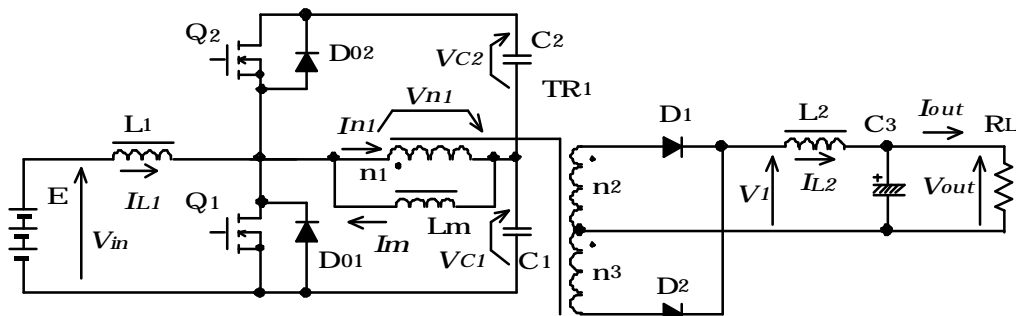 Q2
D02
VC2
C2
TR1
Vn1
L1
In1
n1
D1
L2
C3
Iout
RL
E
IL1
Vin
Q1
D01
Im
Lm
VC1
C1
n2
n3
D2
V1
IL2
+
Vout